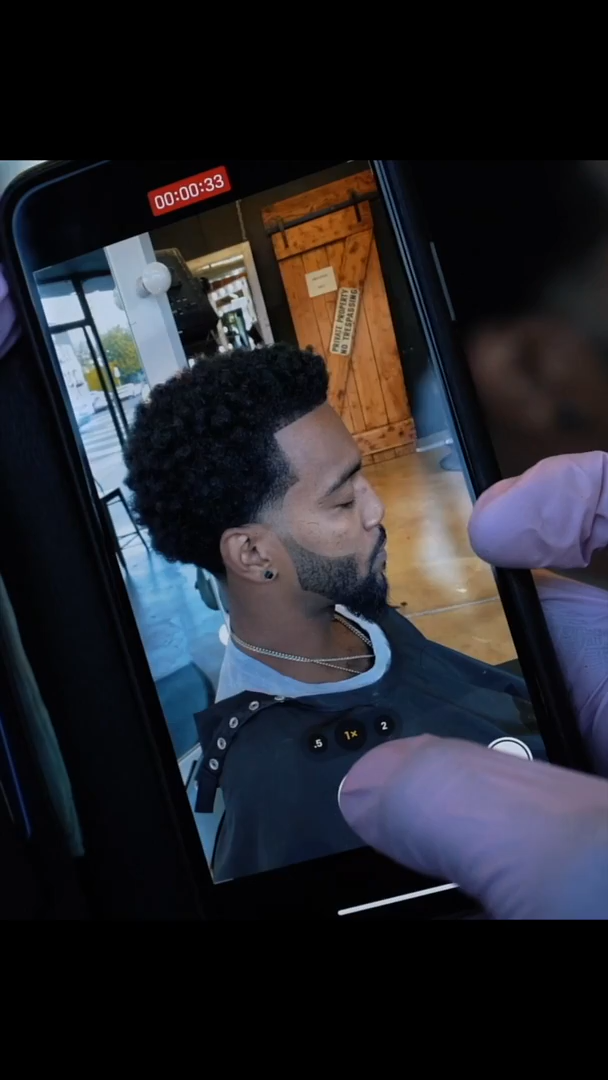 00:00:33
PRIVATE PROPERTY
NO TRESPASSING
.5
1×
2